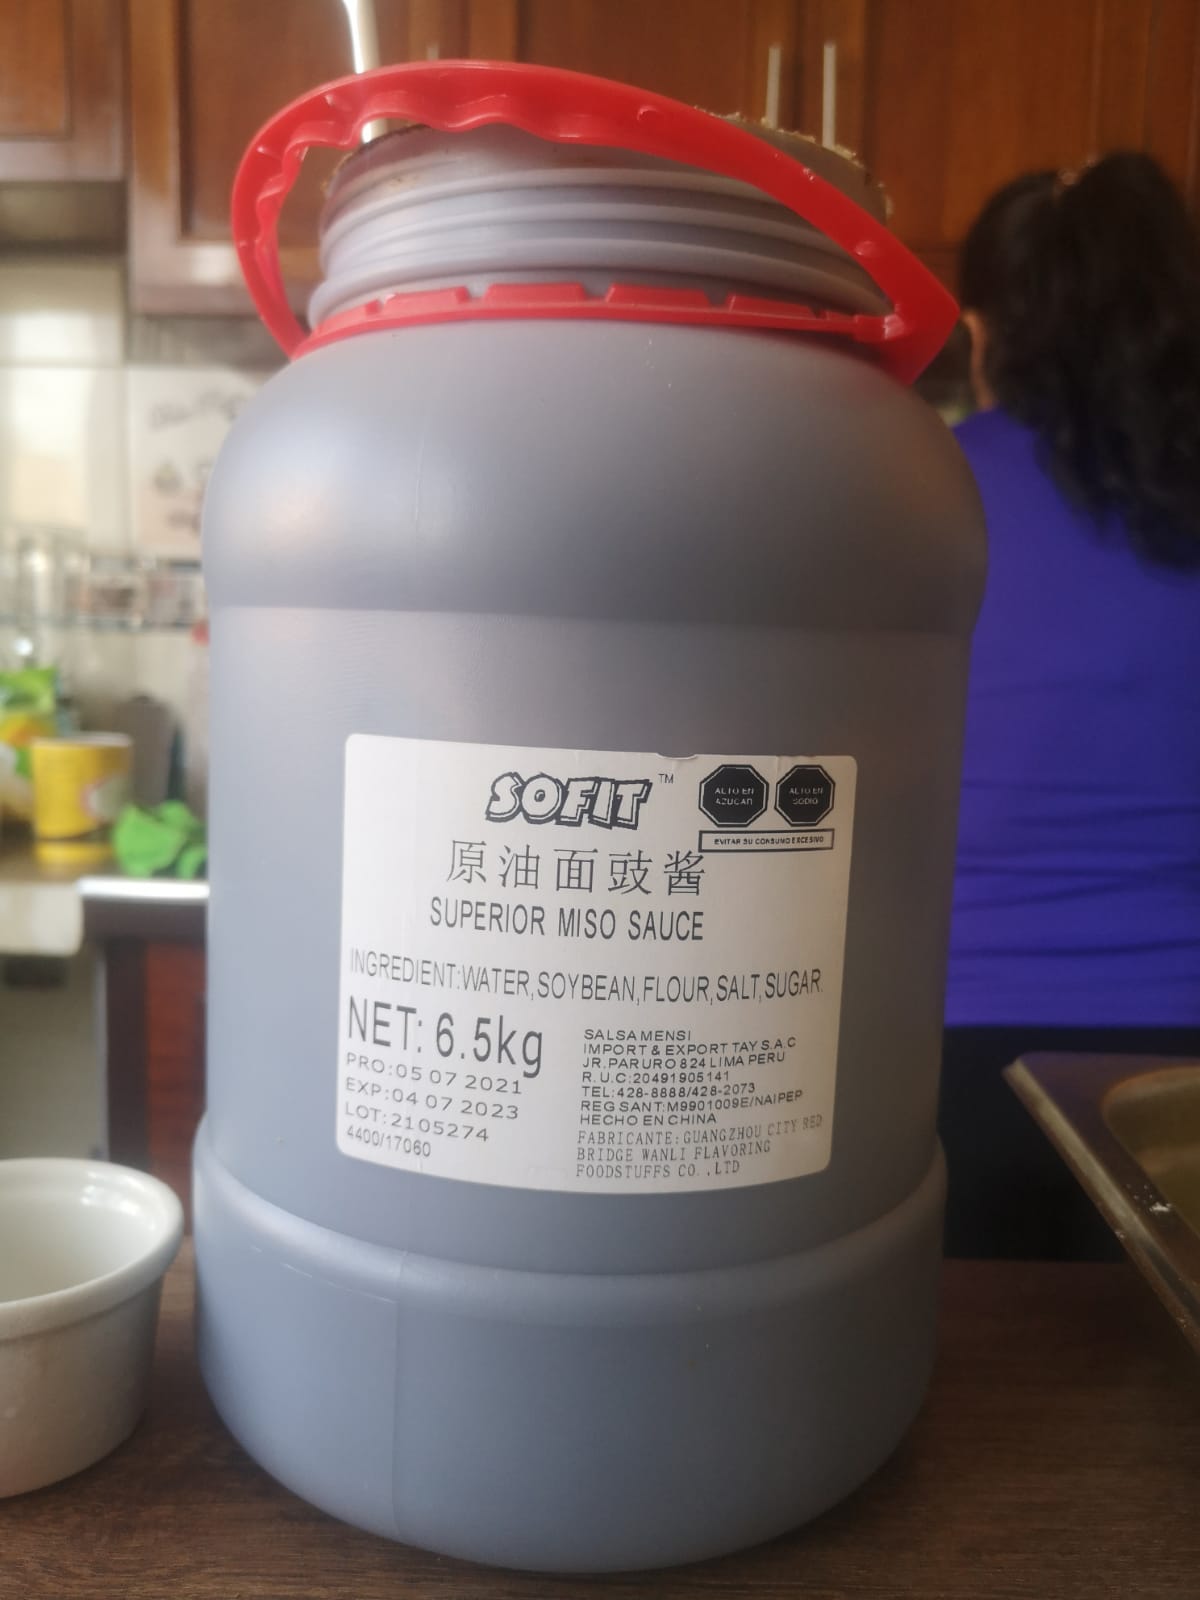 SOFIT™
ALTO EN AZUCAR
ALTO EN SODIO
EVITAR SU CONSUMO EXCESIVO
原油面豉酱
SUPERIOR MISO SAUCE
INGREDIENT:WATER,SOYBEAN,FLOUR,SALT,SUGAR.
NET: 6.5kg
PRO:05 07 2021
EXP:04 07 2023
LOT:2105274
4400/17060
SALSA MENSI
IMPORT & EXPORT TAY S.A.C
JR.PARURO 824 LIMA PERU
R.U.C:20491905141
TEL:428-8888/428-2073
REG SANT:M9901009E/NAIPEP
HECHO EN CHINA
FABRICANTE:GUANGZHOU CITY RED
BRIDGE WANLI FLAVORING
FOODSTUFFS CO.,LTD